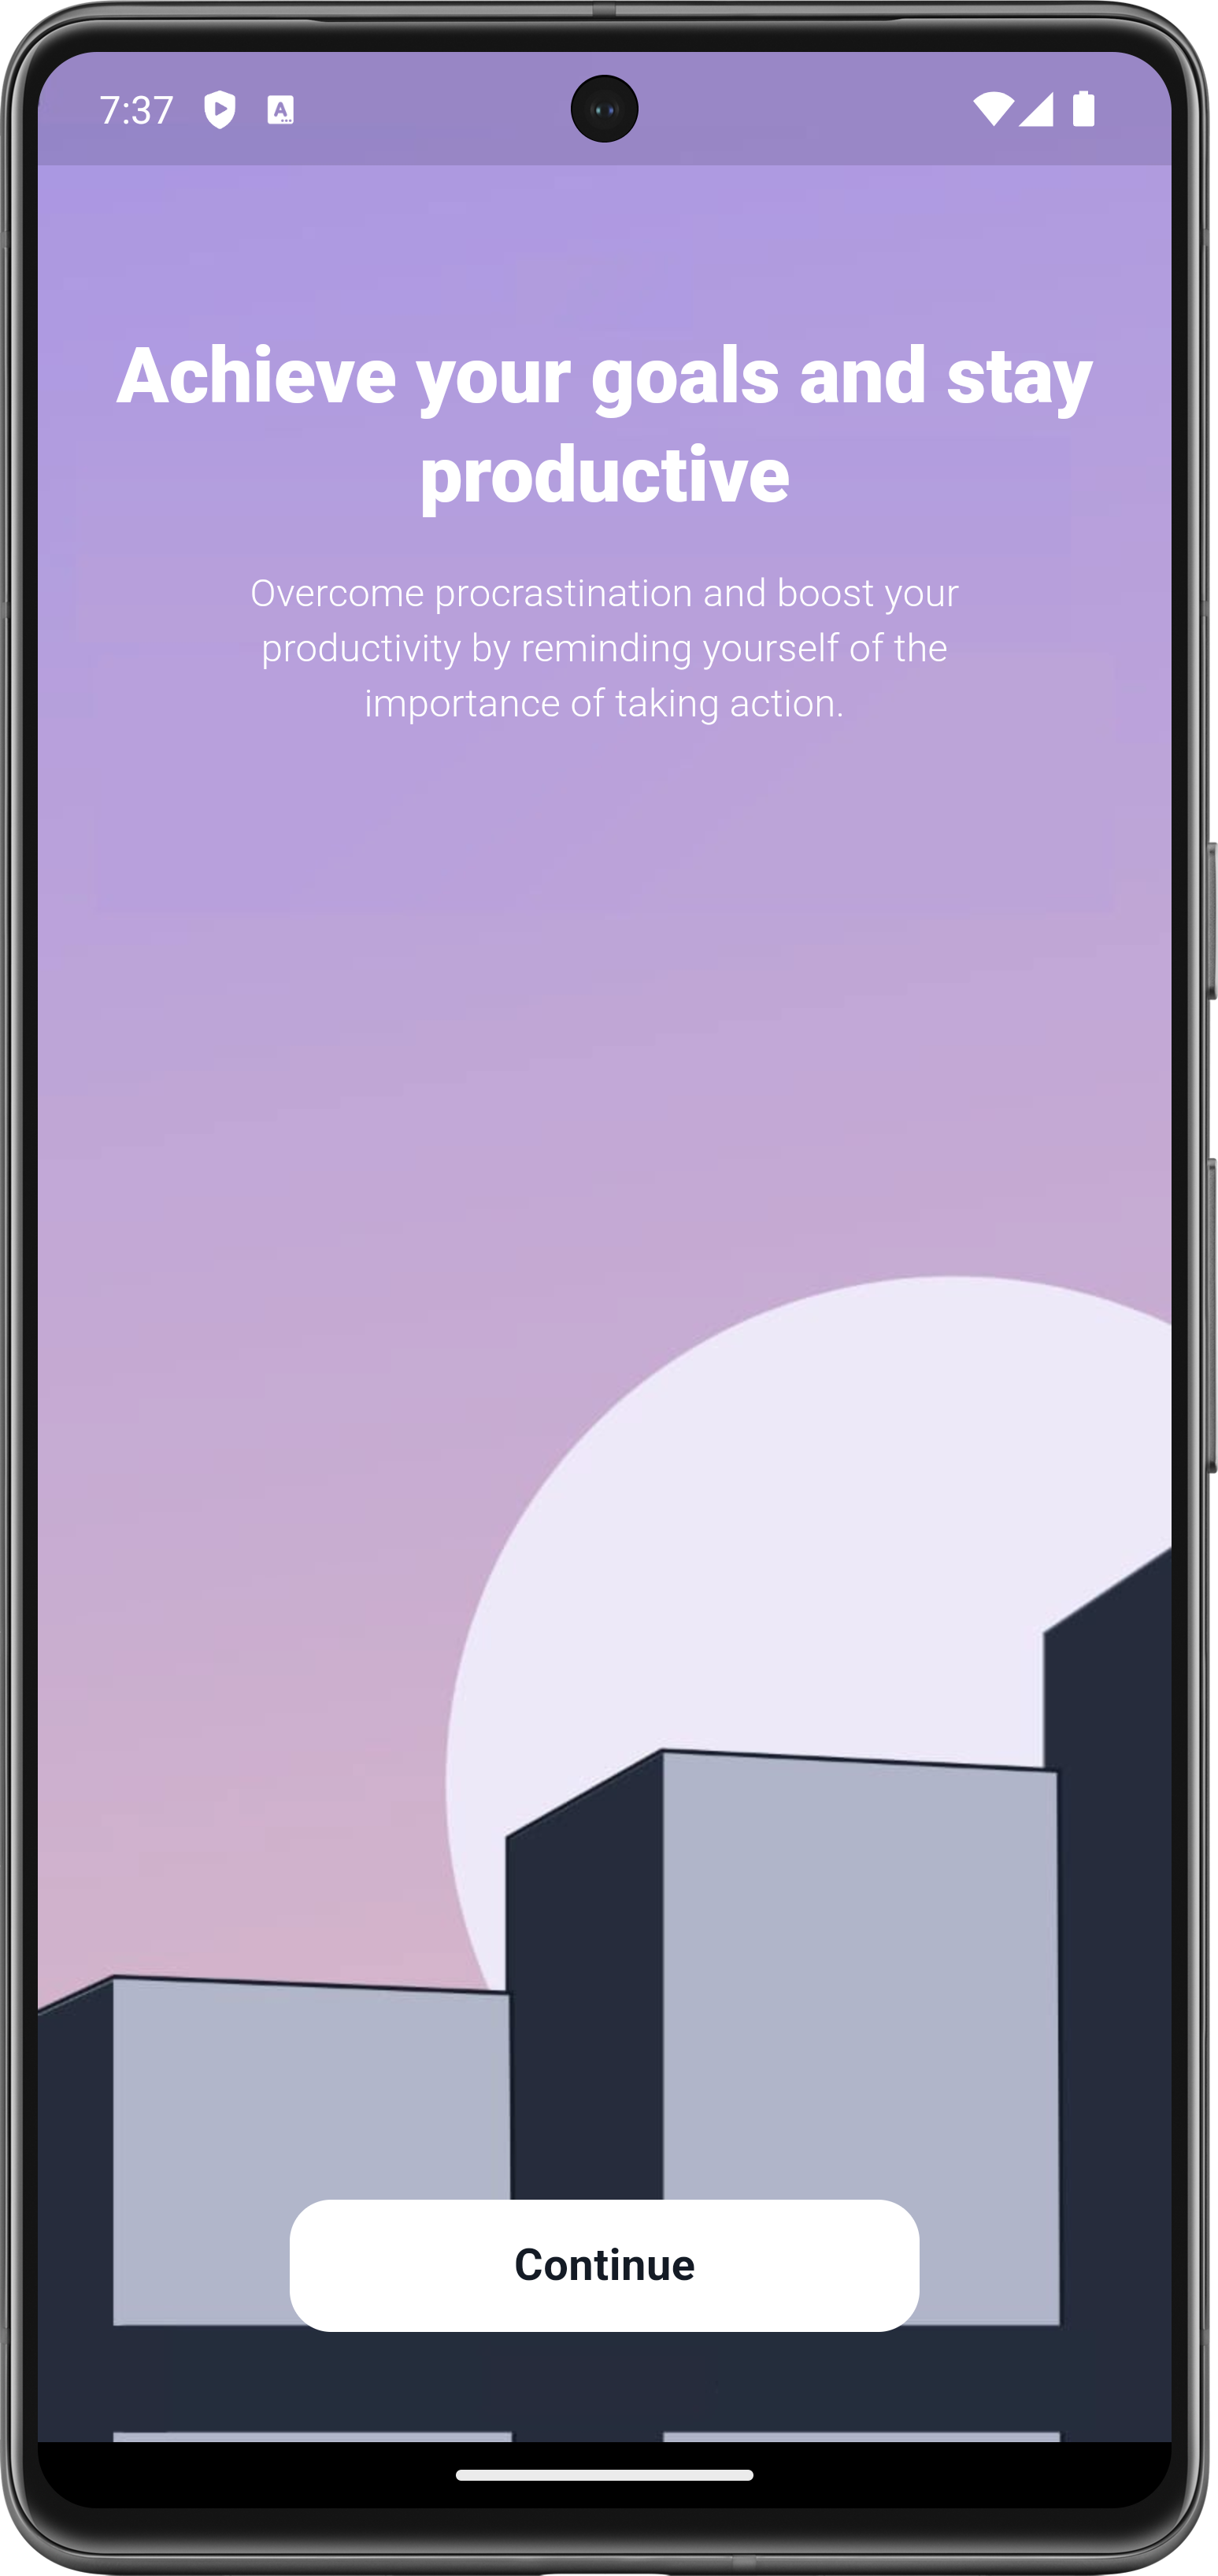 7:37
Achieve your goals and stay
productive
Overcome procrastination and boost your
productivity by reminding yourself of the
importance of taking action.
Continue